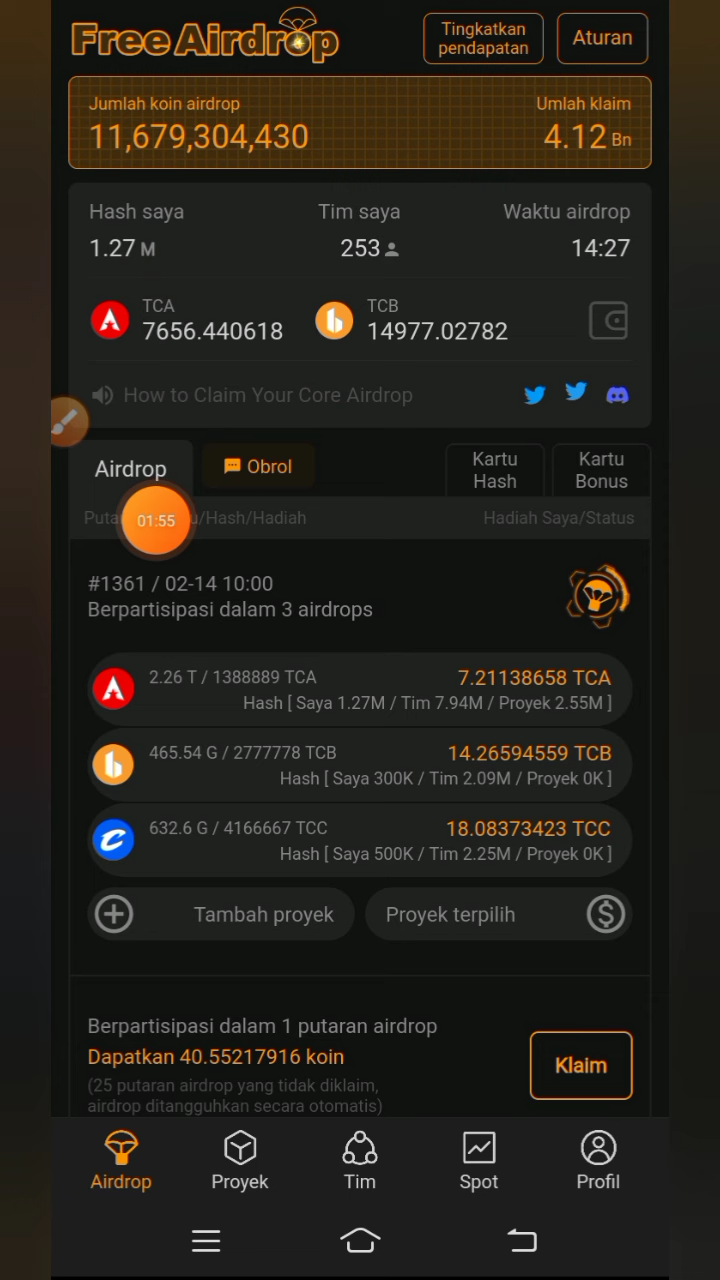 Free Airdrop
Tingkatkan
pendapatan
Aturan
Jumlah koin airdrop
Umlah klaim
11,679,304,430
4.12 Bn
Hash saya
Tim saya
Waktu airdrop
1.27 M
253
14:27
TCA
7656.440618
TCB
14977.02782
How to Claim Your Core Airdrop
Airdrop
Obrol
Kartu
Hash
Kartu
Bonus
01:55
/Hash/Hadiah
Hadiah Saya/Status
#1361 / 02-14 10:00
Berpartisipasi dalam 3 airdrops
2.26 T / 1388889 TCA
7.21138658 TCA
Hash [ Saya 1.27M / Tim 7.94M / Proyek 2.55M ]
465.54 G / 2777778 TCB
14.26594559 TCB
Hash [ Saya 300K / Tim 2.09M / Proyek 0K ]
632.6 G / 4166667 TCC
18.08373423 TCC
Hash [ Saya 500K / Tim 2.25M / Proyek 0K ]
Tambah proyek
Proyek terpilih
Berpartisipasi dalam 1 putaran airdrop
Dapatkan 40.55217916 koin
(25 putaran airdrop yang tidak diklaim,
airdrop ditangguhkan secara otomatis)
Klaim
Airdrop
Proyek
Tim
Spot
Profil